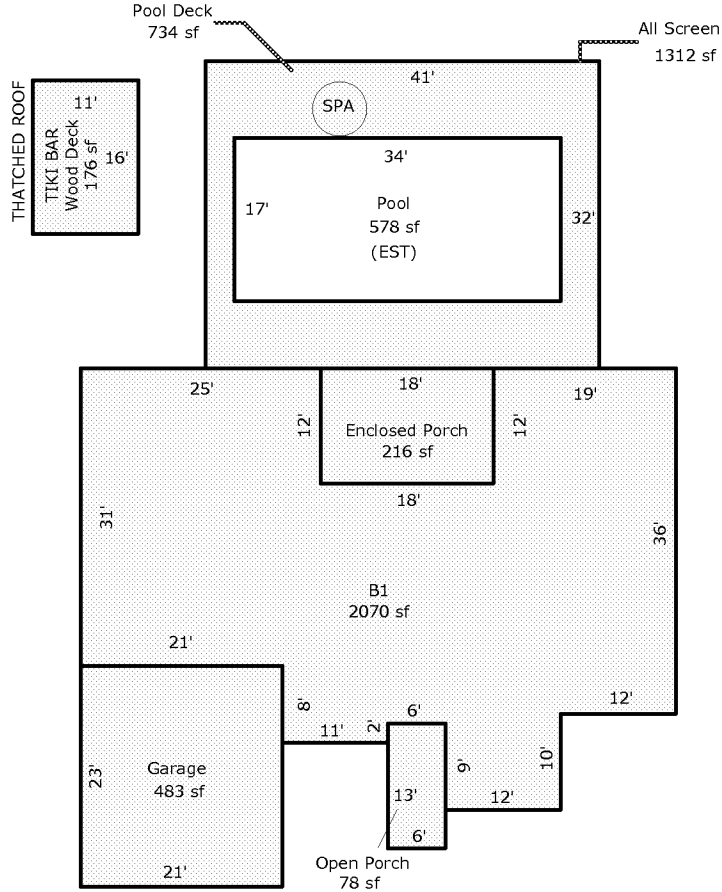 Pool Deck
734 sf
All Screen
1312 sf
41'
SPA
THATCHED ROOF
11'
TIKI BAR
Wood Deck
176 sf
16'
34'
17'
Pool
578 sf
(EST)
32'
25'
18'
19'
12'
Enclosed Porch
216 sf
12'
18'
31'
36'
B1
2070 sf
21'
8'
11'
2'
6'
12'
23'
Garage
483 sf
13'
9'
10'
12'
6'
21'
Open Porch
78 sf